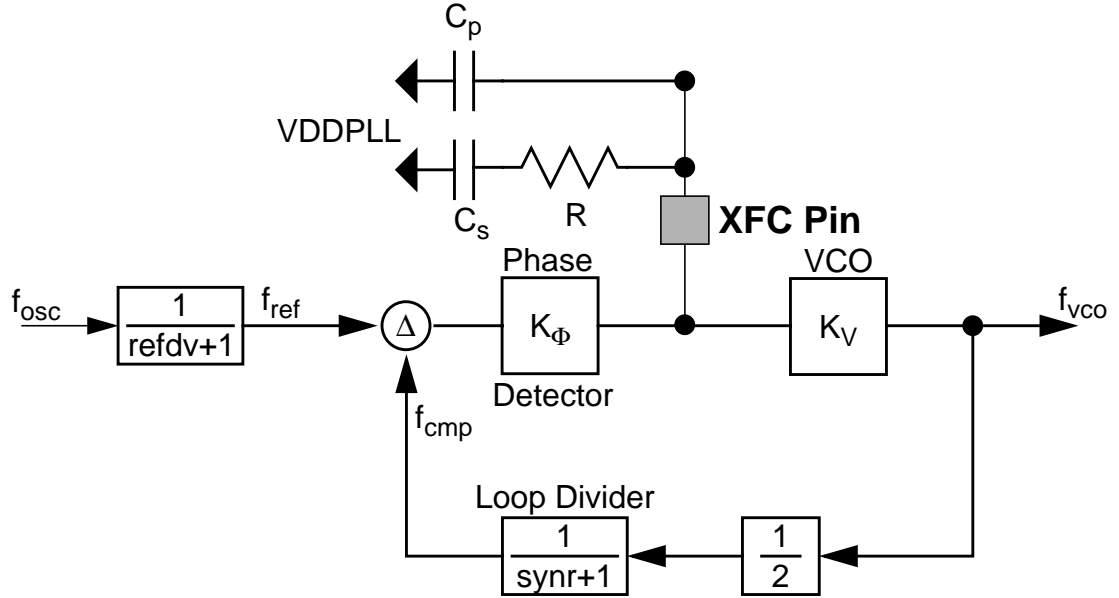 Cp
VDDPLL
Cs
R
XFC Pin
Phase
VCO
fosc
1
refdv+1
fref
Δ
KΦ
KV
fvco
Detector
fcmp
Loop Divider
1
synr+1
1
2